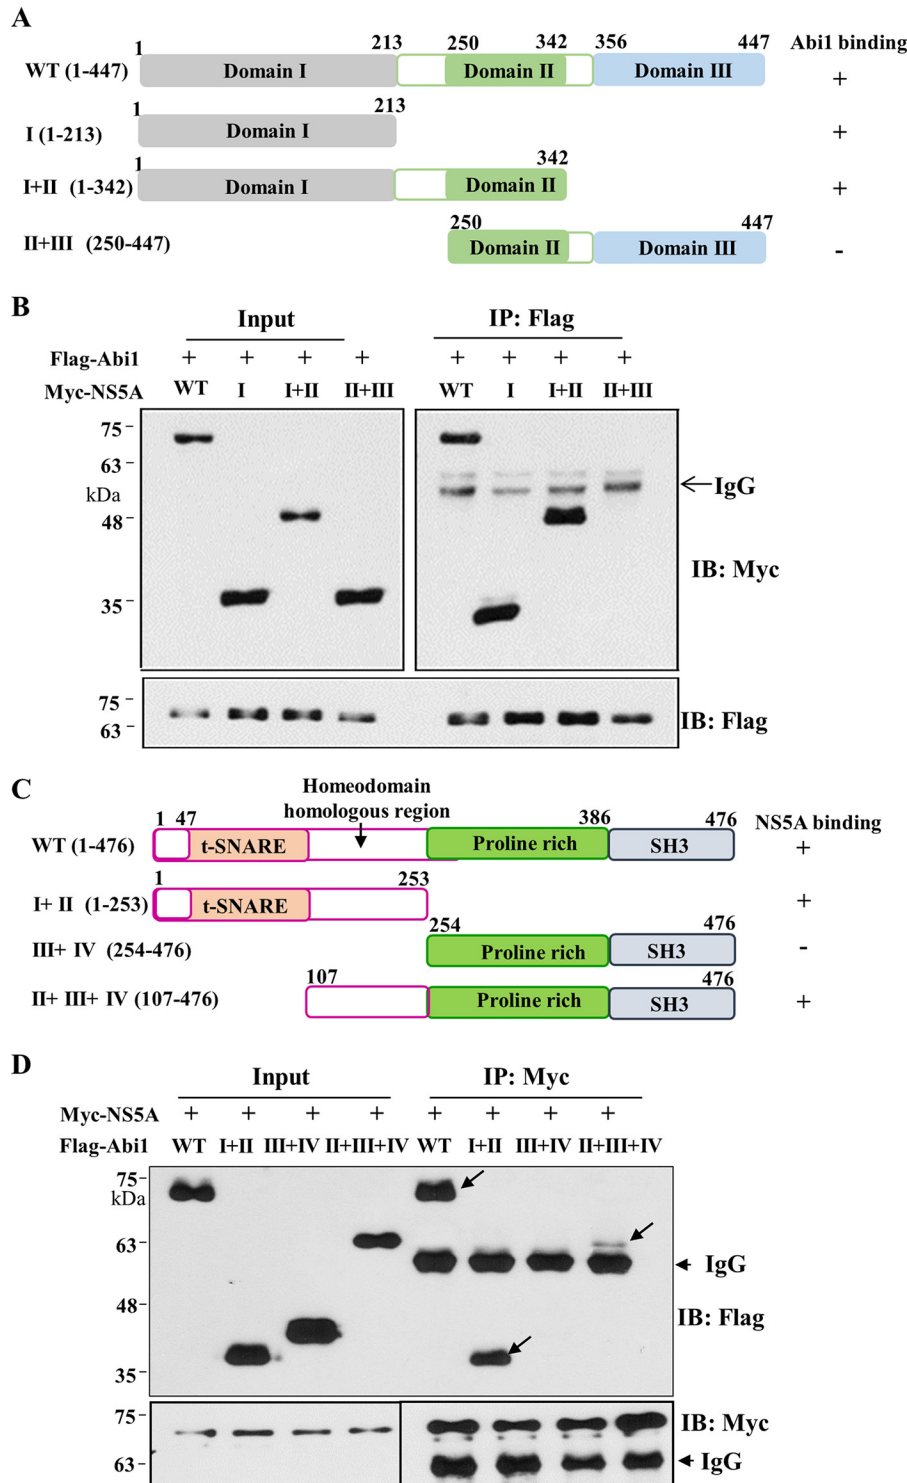 A
1 213 250 342 356 447 Abi1 binding
WT (1-447) Domain I Domain II Domain III +
1 213
I (1-213) Domain I +
1 342
I+II (1-342) Domain I Domain II +
250 447
II+III (250-447) Domain II Domain III -
B
Input IP: Flag
Flag-Abi1 + + + + + + + +
Myc-NS5A WT I I+II II+III WT I I+II II+III
75
63
kDa
48
35
IgG
IB: Myc
75
63
IB: Flag
C
Homeodomain
homologous region
1 47 386 476 NS5A binding
WT (1-476) t-SNARE Proline rich SH3 +
1 253
I+ II (1-253) t-SNARE +
254 476
III+ IV (254-476) Proline rich SH3 -
107 476
II+ III+ IV (107-476) Proline rich SH3 +
D
Input IP: Myc
Myc-NS5A + + + + + + + +
Flag-Abi1 WT I+II III+IV II+III+IV WT I+II III+IV II+III+IV
75
kDa
63
IgG
48
IB: Flag
35
75
IB: Myc
63
IgG